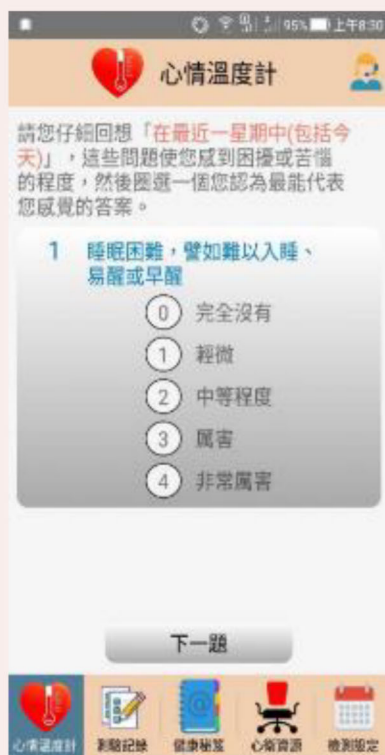 95% 上午8:30
心情溫度計
請您仔細回想「在最近一星期中(包括今
天)」，這些問題使您感到困擾或苦惱
的程度，然後圈選一個您認為最能代表
您感覺的答案。
1 睡眠困難，譬如難以入睡、
易醒或早醒
0 完全沒有
1 輕微
2 中等程度
3 厲害
4 非常厲害
下一題
心情溫度計 測驗記錄 健康秘笈 心衛資源 檢測設定